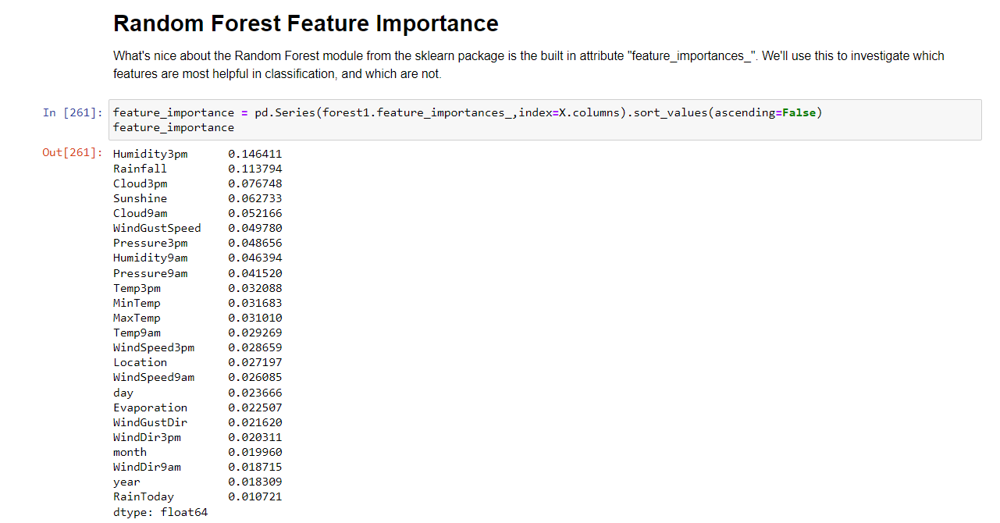 Random Forest Feature Importance
What's nice about the Random Forest module from the sklearn package is the built in attribute "feature_importances_". We'll use this to investigate which
features are most helpful in classification, and which are not.
In [261]: feature_importance = pd.Series(forest1.feature_importances_,index=X.columns).sort_values(ascending=False)
feature_importance
Out[261]: Humidity3pm 0.146411
Rainfall 0.113794
Cloud3pm 0.076748
Sunshine 0.062733
Cloud9am 0.052166
WindGustSpeed 0.049780
Pressure3pm 0.048656
Humidity9am 0.046394
Pressure9am 0.041520
Temp3pm 0.032088
MinTemp 0.031683
MaxTemp 0.031010
Temp9am 0.029269
WindSpeed3pm 0.028659
Location 0.027197
WindSpeed9am 0.026085
day 0.023666
Evaporation 0.022507
WindGustDir 0.021620
WindDir3pm 0.020311
month 0.019960
WindDir9am 0.018715
year 0.018309
RainToday 0.010721
dtype: float64